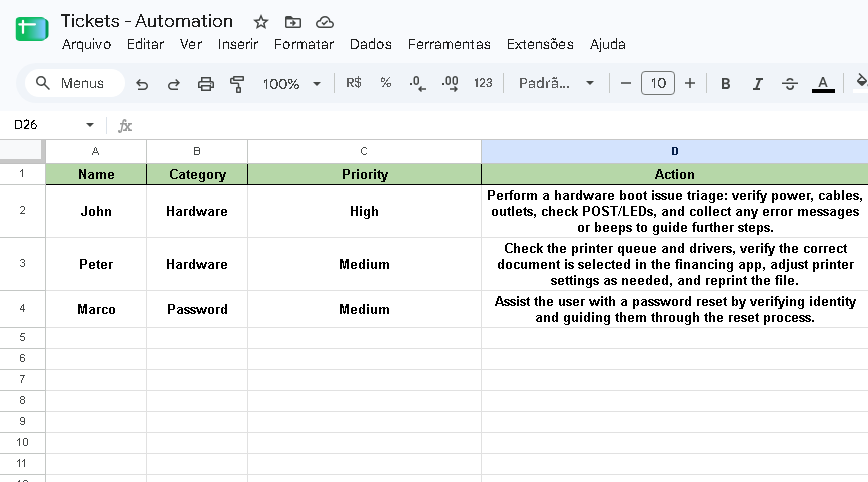 Tickets - Automation
Arquivo Editar Ver Inserir Formatar Dados Ferramentas Extensões Ajuda
Menus 100% R$ % .0 .00 123 Padrã... 10 B I S A
D26 fx
A B C D
1 Name Category Priority Action
2 John Hardware High Perform a hardware boot issue triage: verify power, cables,
outlets, check POST/LEDs, and collect any error messages
or beeps to guide further steps.
3 Peter Hardware Medium Check the printer queue and drivers, verify the correct
document is selected in the financing app, adjust printer
settings as needed, and reprint the file.
4 Marco Password Medium Assist the user with a password reset by verifying identity
and guiding them through the reset process.
5
6
7
8
9
10
11